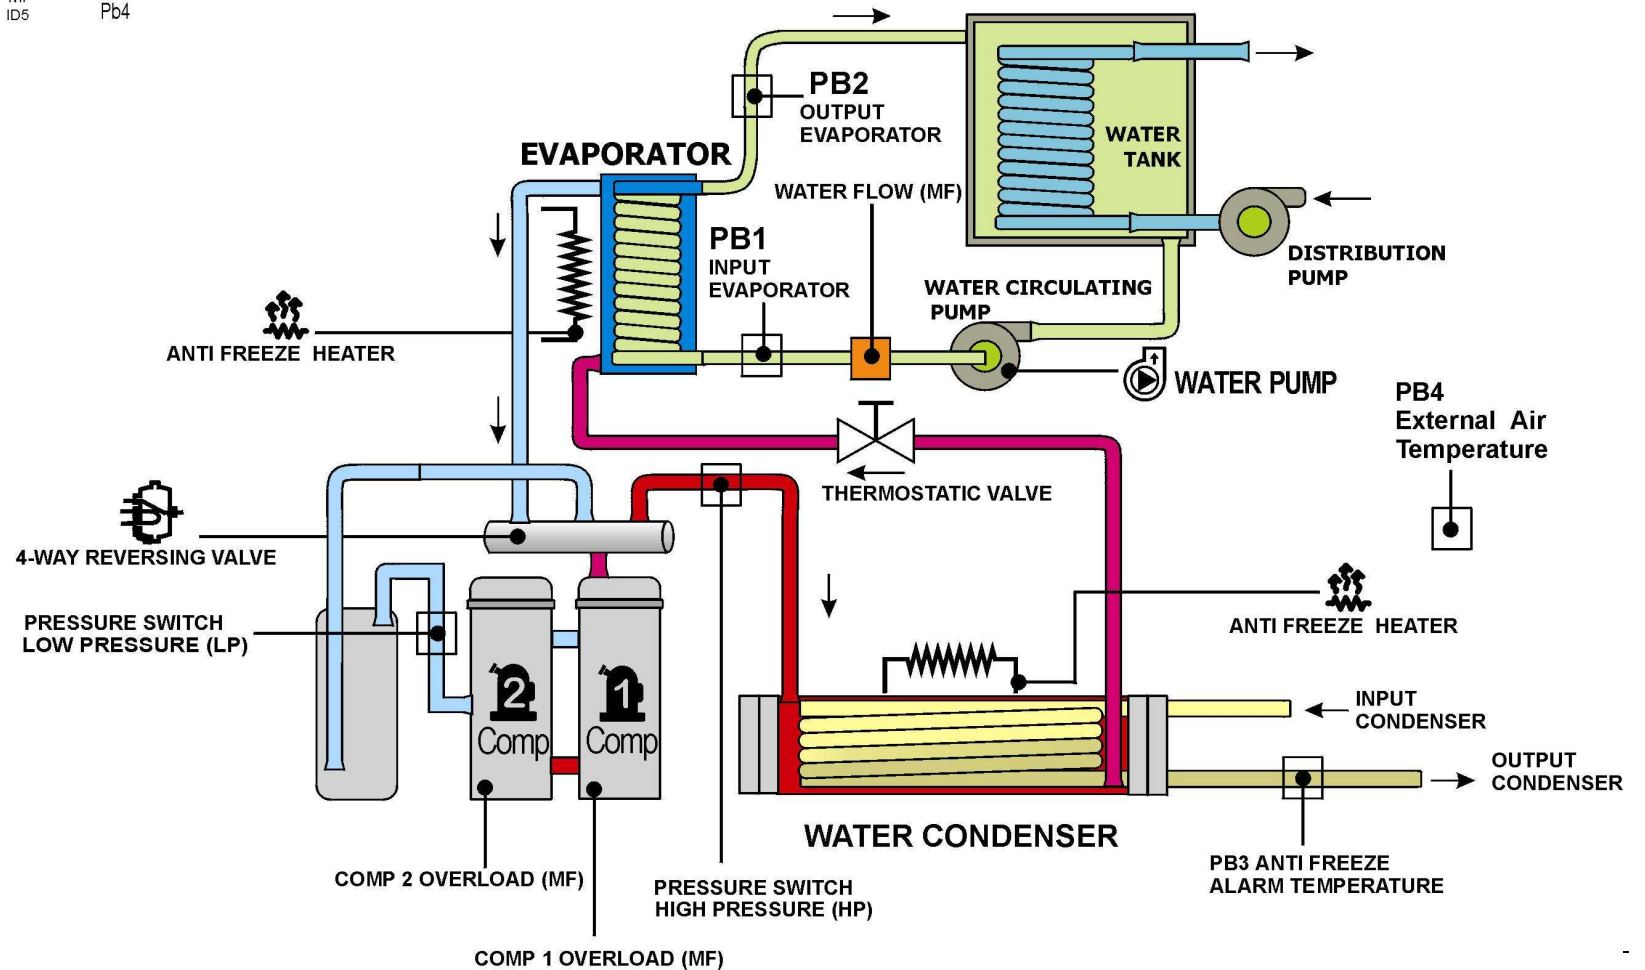 ID5 Pb4
PB2
OUTPUT
EVAPORATOR
EVAPORATOR
WATER
TANK
WATER FLOW (MF)
PB1
INPUT
EVAPORATOR
DISTRIBUTION
PUMP
WATER CIRCULATING
PUMP
ANTI FREEZE HEATER
WATER PUMP
PB4
External Air
Temperature
THERMOSTATIC VALVE
4-WAY REVERSING VALVE
PRESSURE SWITCH
LOW PRESSURE (LP)
ANTI FREEZE HEATER
2
Comp
1
Comp
INPUT
CONDENSER
OUTPUT
CONDENSER
WATER CONDENSER
COMP 2 OVERLOAD (MF)
PRESSURE SWITCH
HIGH PRESSURE (HP)
PB3 ANTI FREEZE
ALARM TEMPERATURE
COMP 1 OVERLOAD (MF)